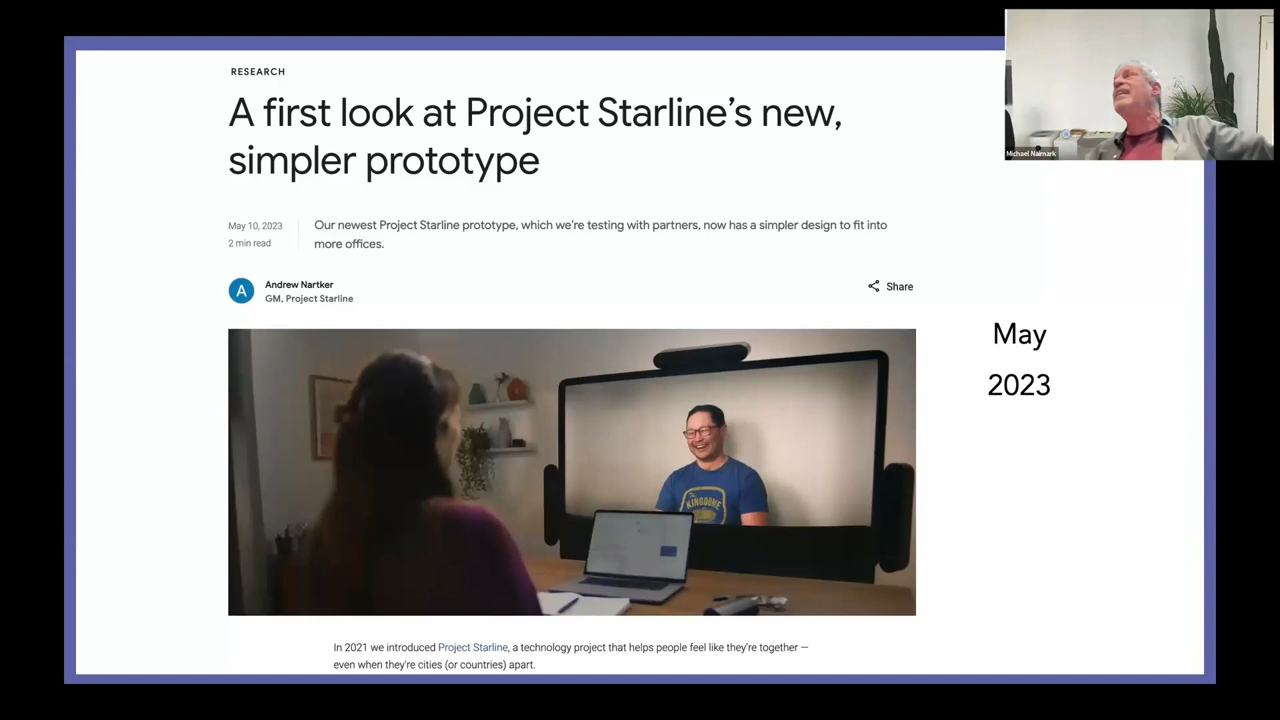 RESEARCH
A first look at Project Starline's new,
simpler prototype
May 10, 2023
2 min read
Our newest Project Starline prototype, which we're testing with partners, now has a simpler design to fit into
more offices.
A
Andrew Nartker
GM, Project Starline
Share
May
2023
The
KINGDOME
In 2021 we introduced Project Starline, a technology project that helps people feel like they're together —
even when they're cities (or countries) apart.
Michael Naimark